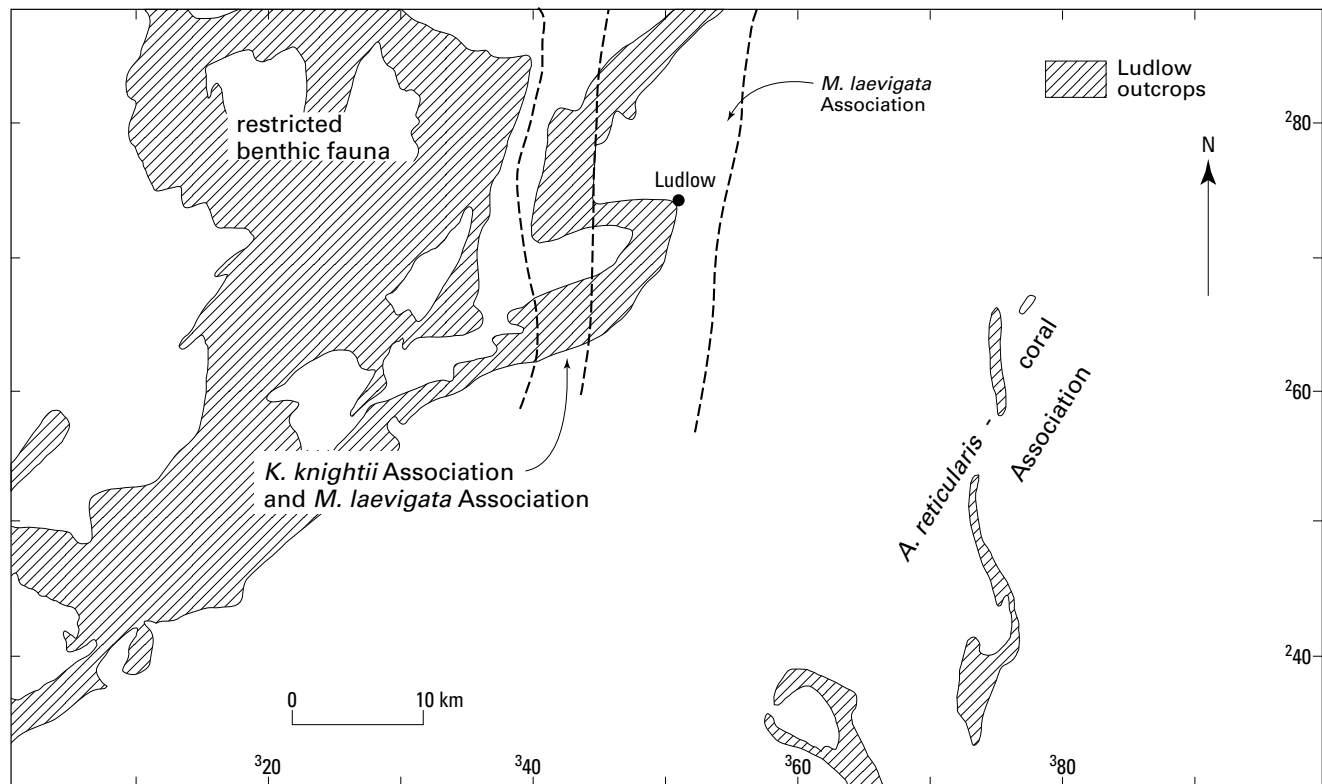 Ludlow
outcrops
M. laevigata
Association
restricted
benthic fauna
²80
N
Ludlow
coral
A. reticularis -
Association
²60
K. knightii Association
and M. laevigata Association
²40
0 10 km
³20 ³40 ³60 ³80